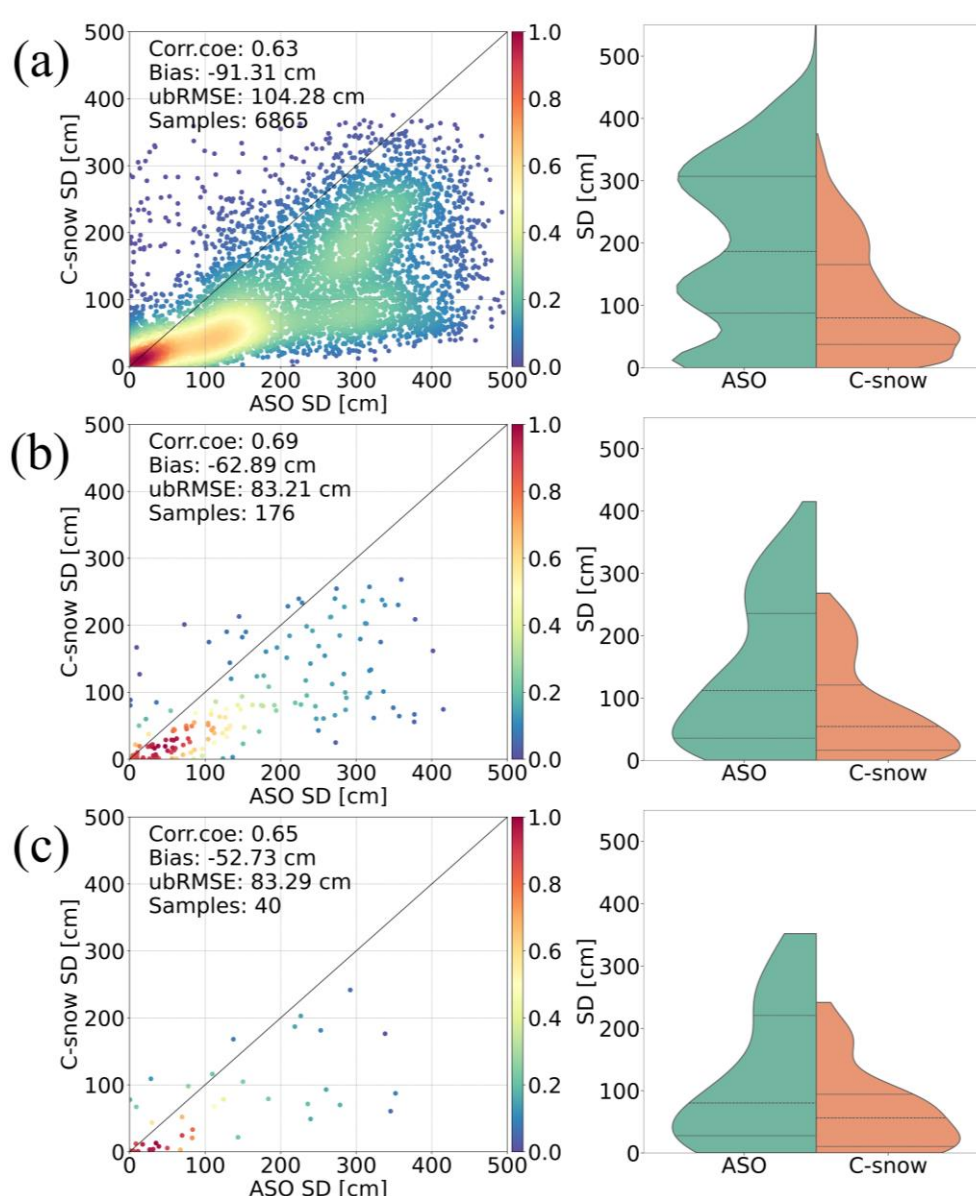 (a)
Corr.coe: 0.63
Bias: -91.31 cm
ubRMSE: 104.28 cm
Samples: 6865
C-snow SD [cm]
500
400
300
200
100
0
0 100 200 300 400 500
ASO SD [cm]
1.0
0.8
0.6
0.4
0.2
0.0
SD [cm]
500
400
300
200
100
0
ASO C-snow
(b)
Corr.coe: 0.69
Bias: -62.89 cm
ubRMSE: 83.21 cm
Samples: 176
C-snow SD [cm]
500
400
300
200
100
0
0 100 200 300 400 500
ASO SD [cm]
1.0
0.8
0.6
0.4
0.2
0.0
SD [cm]
500
400
300
200
100
0
ASO C-snow
(c)
Corr.coe: 0.65
Bias: -52.73 cm
ubRMSE: 83.29 cm
Samples: 40
C-snow SD [cm]
500
400
300
200
100
0
0 100 200 300 400 500
ASO SD [cm]
1.0
0.8
0.6
0.4
0.2
0.0
SD [cm]
500
400
300
200
100
0
ASO C-snow